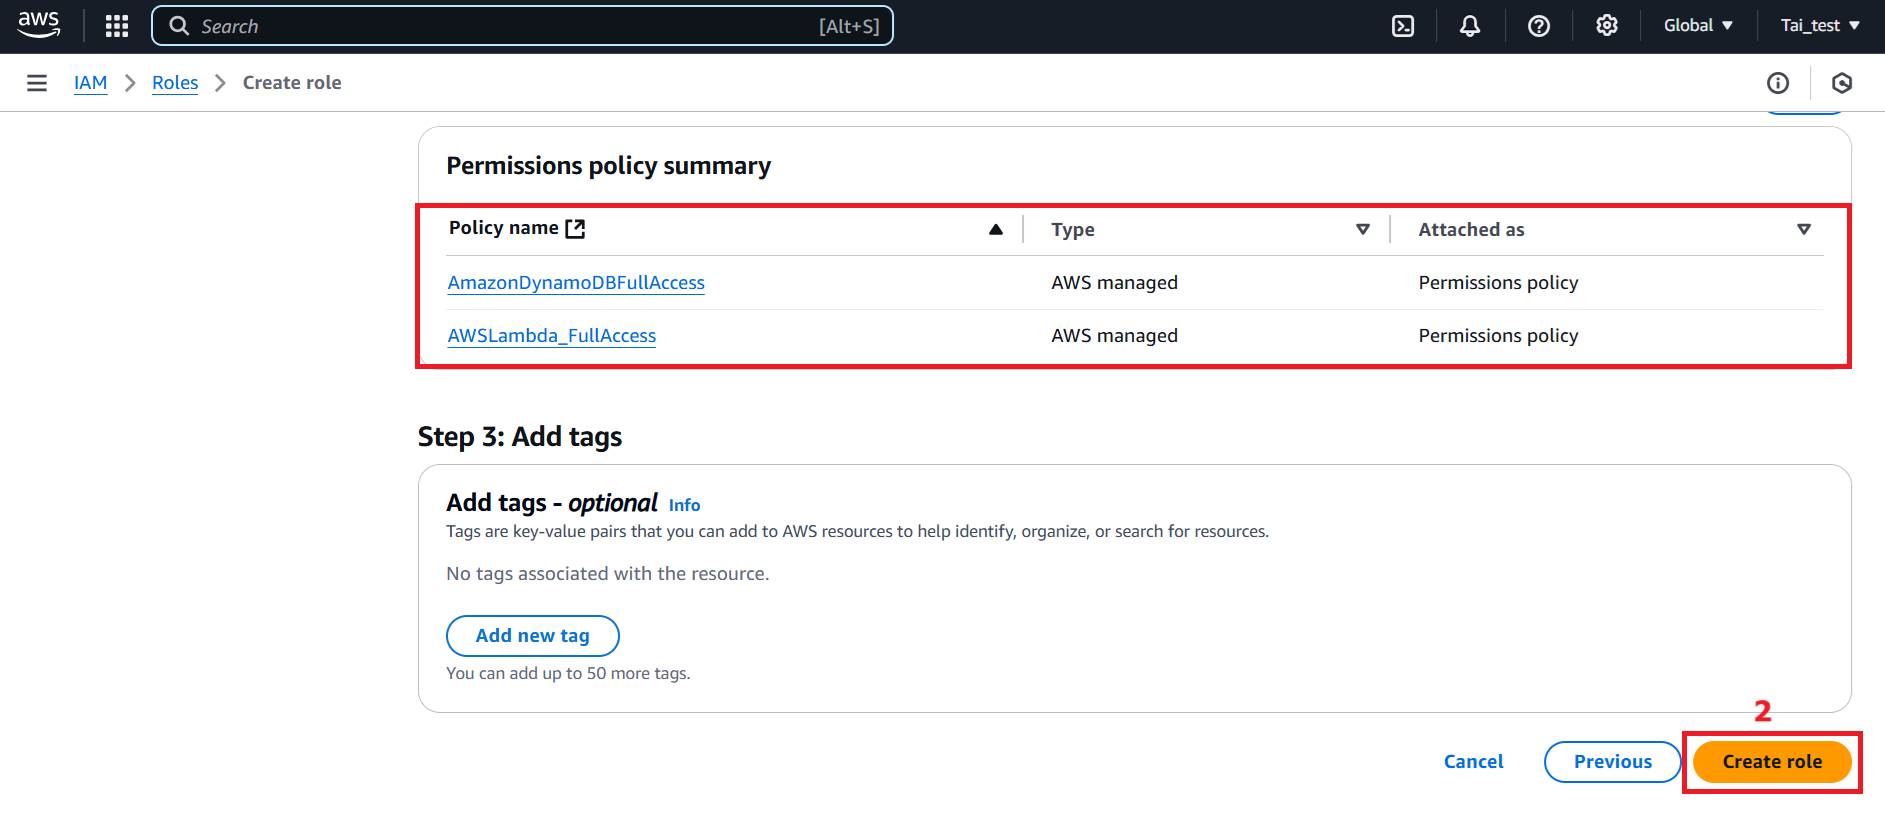 aws Search [Alt+S] Global Tai_test
IAM Roles Create role
Permissions policy summary
Policy name Type Attached as
AmazonDynamoDBFullAccess AWS managed Permissions policy
AWSLambda_FullAccess AWS managed Permissions policy
Step 3: Add tags
Add tags - optional Info
Tags are key-value pairs that you can add to AWS resources to help identify, organize, or search for resources.
No tags associated with the resource.
Add new tag
You can add up to 50 more tags.
2
Cancel Previous Create role